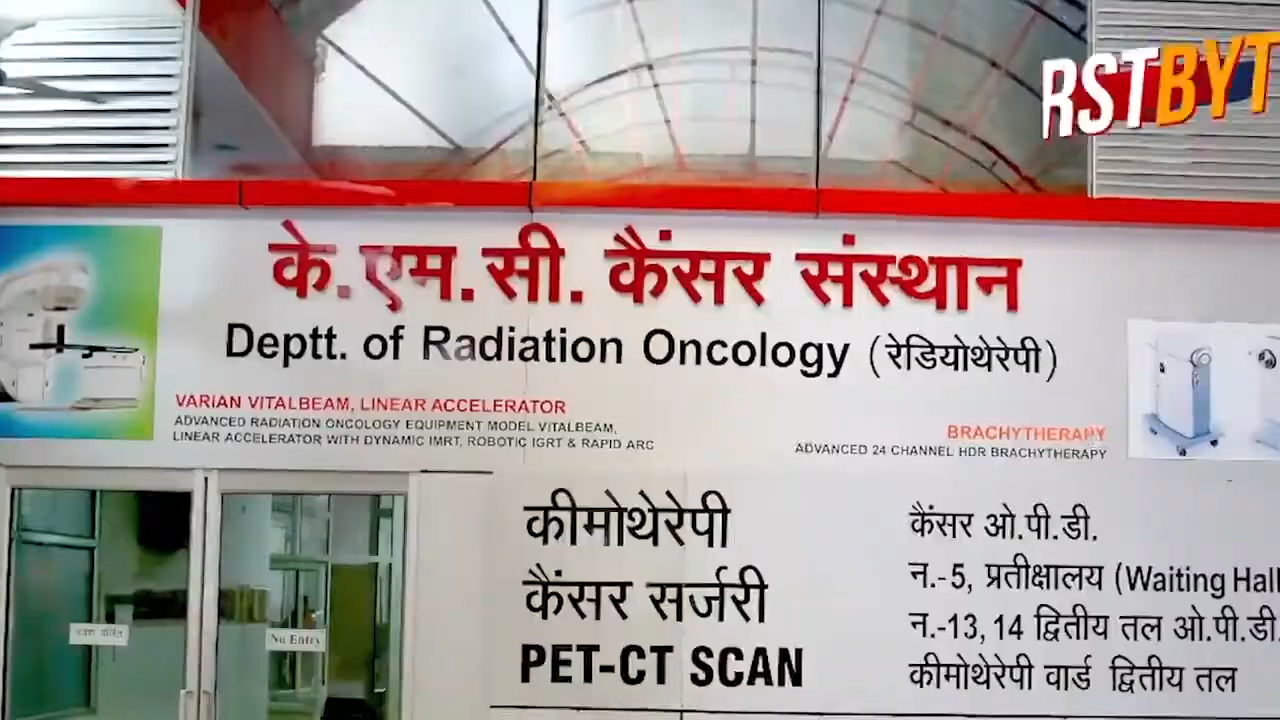 RSTBYT
के.एम.सी. कैंसर संस्थान
Deptt. of Radiation Oncology (रेडियोथेरेपी)
VARIAN VITALBEAM, LINEAR ACCELERATOR
ADVANCED RADIATION ONCOLOGY EQUIPMENT MODEL VITALBEAM,
LINEAR ACCELERATOR WITH DYNAMIC IMRT, ROBOTIC IGRT & RAPID ARC
BRACHYTHERAPY
ADVANCED 24 CHANNEL HDR BRACHYTHERAPY
कीमोथेरेपी
कैंसर सर्जरी
PET-CT SCAN
कैंसर ओ.पी.डी.
न.-5, प्रतीक्षालय (Waiting Hall
न.-13, 14 द्वितीय तल ओ.पी.डी.
कीमोथेरेपी वार्ड द्वितीय तल
No Entry